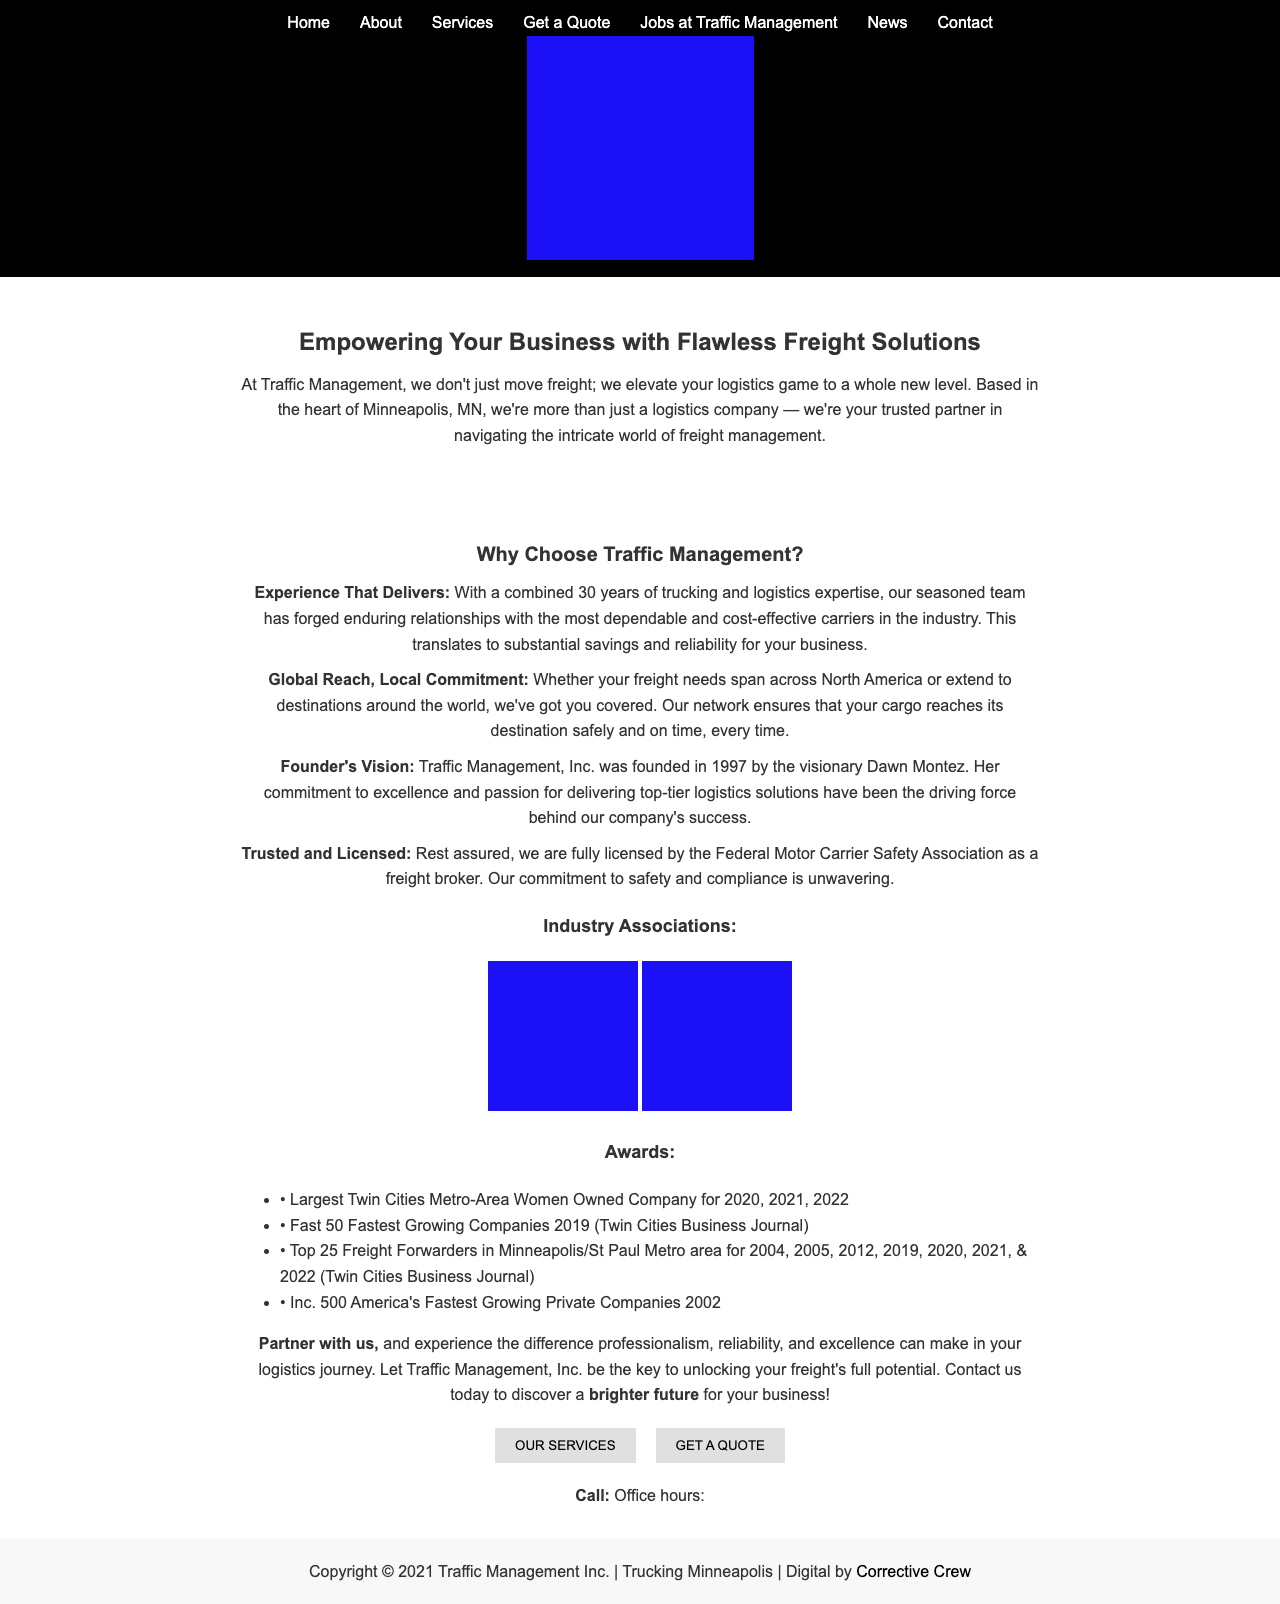 Home About Services Get a Quote Jobs at Traffic Management News Contact
Empowering Your Business with Flawless Freight Solutions
At Traffic Management, we don't just move freight; we elevate your logistics game to a whole new level. Based in
the heart of Minneapolis, MN, we're more than just a logistics company — we're your trusted partner in
navigating the intricate world of freight management.
Why Choose Traffic Management?
Experience That Delivers: With a combined 30 years of trucking and logistics expertise, our seasoned team
has forged enduring relationships with the most dependable and cost-effective carriers in the industry. This
translates to substantial savings and reliability for your business.
Global Reach, Local Commitment: Whether your freight needs span across North America or extend to
destinations around the world, we've got you covered. Our network ensures that your cargo reaches its
destination safely and on time, every time.
Founder's Vision: Traffic Management, Inc. was founded in 1997 by the visionary Dawn Montez. Her
commitment to excellence and passion for delivering top-tier logistics solutions have been the driving force
behind our company's success.
Trusted and Licensed: Rest assured, we are fully licensed by the Federal Motor Carrier Safety Association as a
freight broker. Our commitment to safety and compliance is unwavering.
Industry Associations:
Awards:
• • Largest Twin Cities Metro-Area Women Owned Company for 2020, 2021, 2022
• • Fast 50 Fastest Growing Companies 2019 (Twin Cities Business Journal)
• • Top 25 Freight Forwarders in Minneapolis/St Paul Metro area for 2004, 2005, 2012, 2019, 2020, 2021, &
2022 (Twin Cities Business Journal)
• • Inc. 500 America's Fastest Growing Private Companies 2002
Partner with us, and experience the difference professionalism, reliability, and excellence can make in your
logistics journey. Let Traffic Management, Inc. be the key to unlocking your freight's full potential. Contact us
today to discover a brighter future for your business!
OUR SERVICES GET A QUOTE
Call: Office hours:
Copyright © 2021 Traffic Management Inc. | Trucking Minneapolis | Digital by Corrective Crew